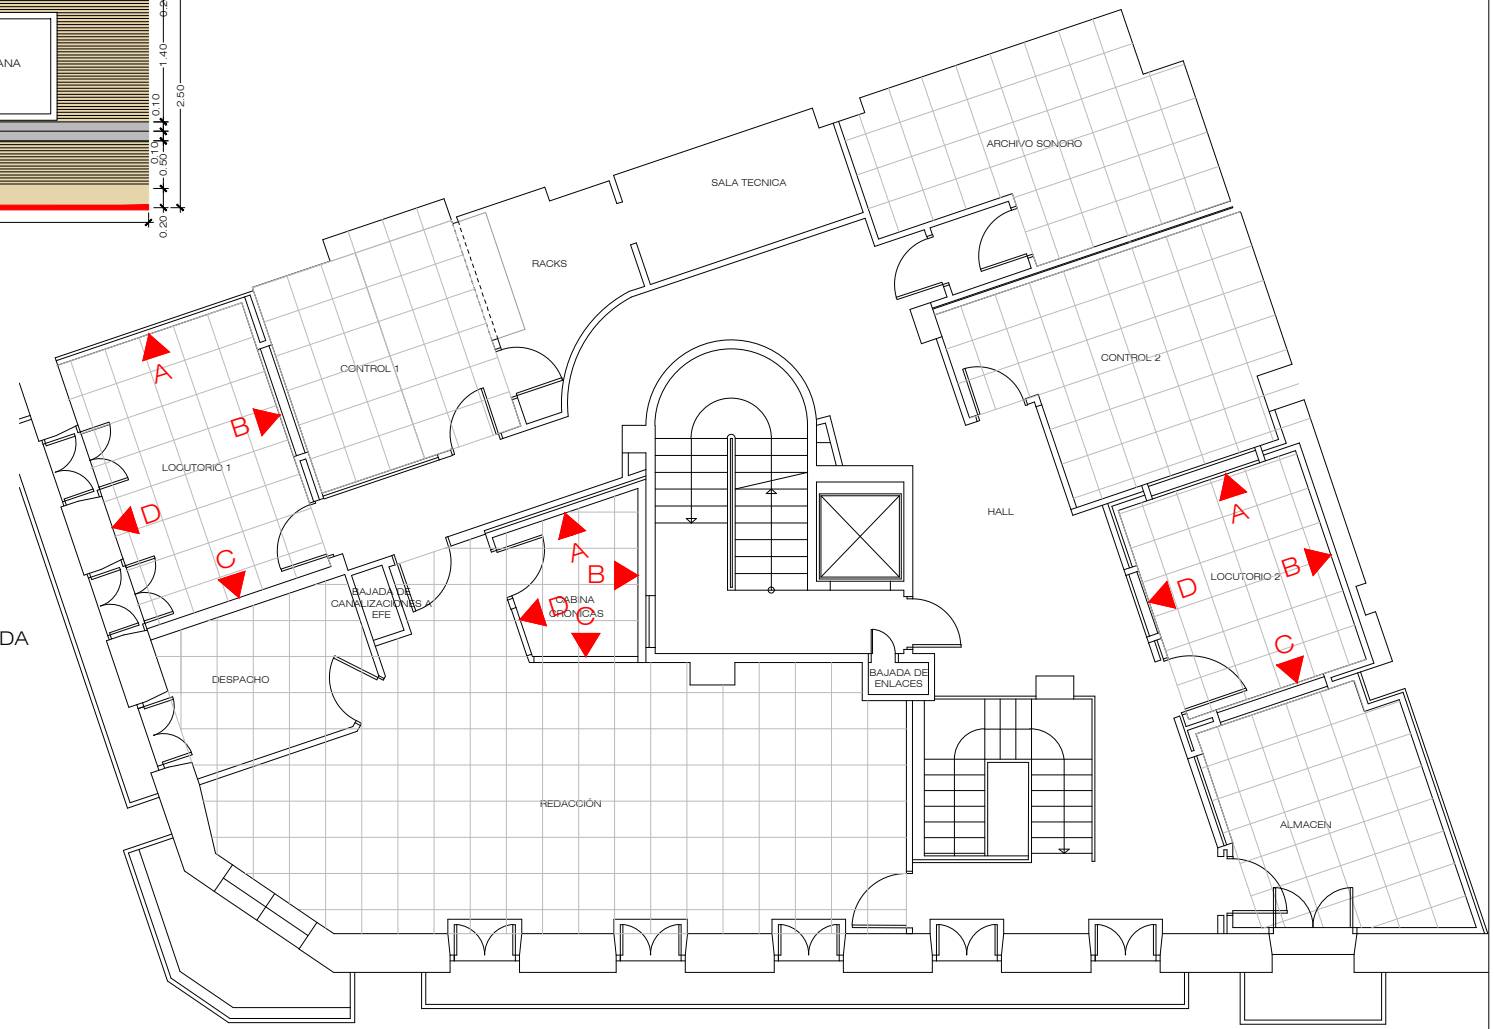 ANA
0.2
1.40
0.10
2.50
0.10
0.50
0.20
ARCHIVO SONORO
SALA TECNICA
RACKS
CONTROL 1
CONTROL 2
A
B
LOCUTORIO 1
D
C
HALL
A
B
LOCUTORIO 2
D
C
A
B
CABINA
CRONICAS
D
C
BAJADA DE
CANALIZACIONES A
EFE
DA
DESPACHO
BAJADA DE
ENLACES
REDACCIÓN
ALMACEN